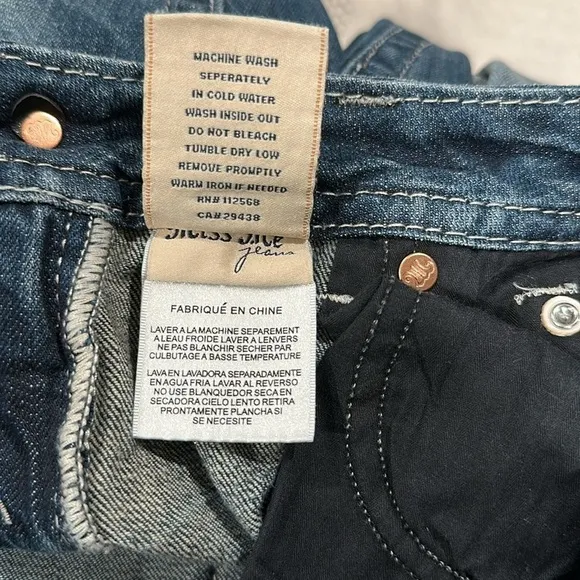 MACHINE WASH
SEPERATELY
IN COLD WATER
WASH INSIDE OUT
DO NOT BLEACH
TUMBLE DRY LOW
REMOVE PROMPTLY
WARM IRON IF NEEDED
RN# 112568
CA# 29438
Miss Me
jeans
FABRIQUÉ EN CHINE
LAVER A LA MACHINE SEPAREMENT
A LEAU FROIDE LAVER A LENVERS
NE PAS BLANCHIR SECHER PAR
CULBUTAGE A BASSE TEMPERATURE
LAVA EN LAVADORA SEPARADAMENTE
EN AGUA FRIA LAVAR AL REVERSO
NO USE BLANQUEDOR SECA EN
SECADORA CIELO LENTO RETIRA
PRONTAMENTE PLANCHA SI
SE NECESITE